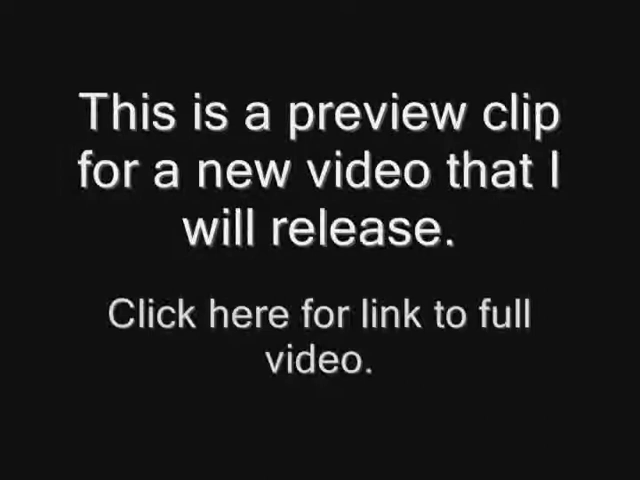 This is a preview clip
for a new video that I
will release.
Click here for link to full
video.